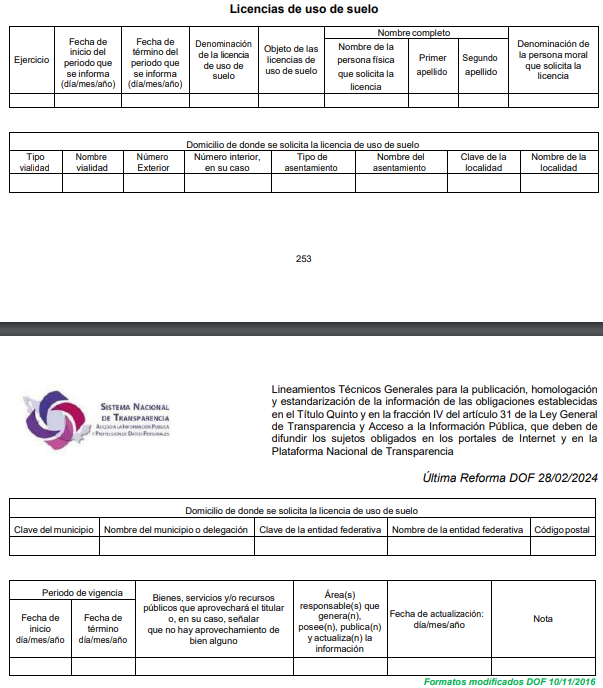 Licencias de uso de suelo
Ejercicio
Fecha de
inicio del
periodo que
se informa
(día/mes/año)
Fecha de
término del
periodo que
se informa
(día/mes/año)
Denominación
de la licencia
de uso de
suelo
Objeto de las
licencias de
uso de suelo
Nombre completo
Nombre de la
persona física
que solicita la
licencia
Primer
apellido
Segundo
apellido
Denominación de
la persona moral
que solicita la
licencia
Domicilio de donde se solicita la licencia de uso de suelo
Tipo
vialidad
Nombre
vialidad
Número
Exterior
Número interior,
en su caso
Tipo de
asentamiento
Nombre del
asentamiento
Clave de la
localidad
Nombre de la
localidad
253
SISTEMA NACIONAL
DE TRANSPARENCIA
ACCESO A LA INFORMACIÓN PÚBLICA
Y PROTECCIÓN DE DATOS PERSONALES
Lineamientos Técnicos Generales para la publicación, homologación
y estandarización de la información de las obligaciones establecidas
en el Título Quinto y en la fracción IV del artículo 31 de la Ley General
de Transparencia y Acceso a la Información Pública, que deben de
difundir los sujetos obligados en los portales de Internet y en la
Plataforma Nacional de Transparencia
Última Reforma DOF 28/02/2024
Domicilio de donde se solicita la licencia de uso de suelo
Clave del municipio
Nombre del municipio o delegación
Clave de la entidad federativa
Nombre de la entidad federativa
Código postal
Periodo de vigencia
Fecha de
inicio
día/mes/año
Fecha de
término
día/mes/año
Bienes, servicios y/o recursos
públicos que aprovechará el titular
o, en su caso, señalar
que no hay aprovechamiento de
bien alguno
Área(s)
responsable(s) que
genera(n),
posee(n), publica(n)
y actualiza(n) la
información
Fecha de actualización:
día/mes/año
Nota
Formatos modificados DOF 10/11/2016